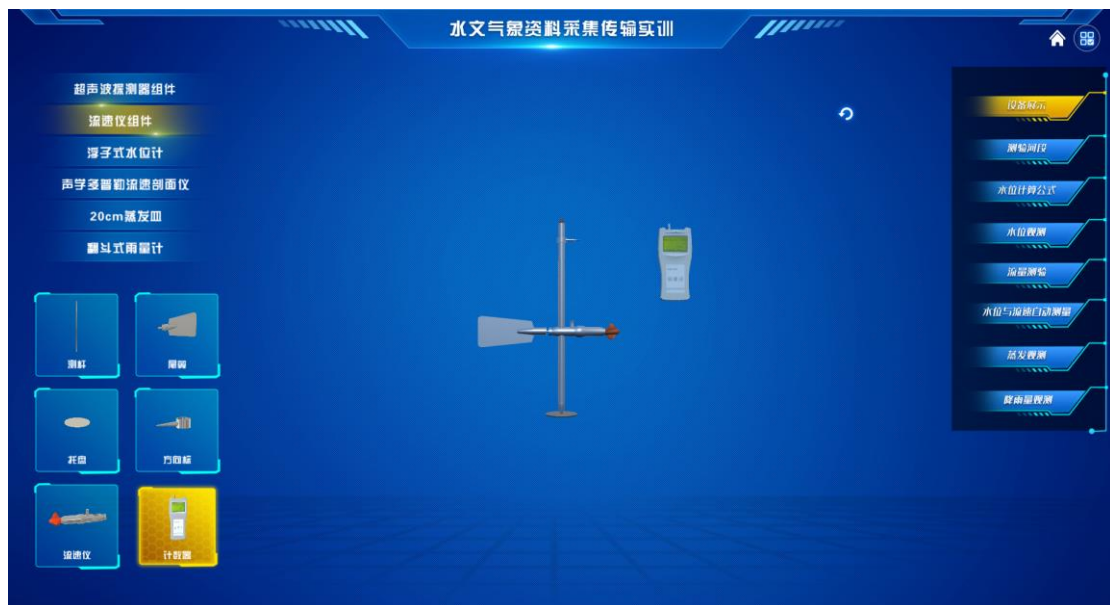 水文气象资料采集传输实训
超声波探测器组件
流速仪组件
浮子式水位计
声学多普勒流速剖面仪
20cm蒸发皿
翻斗式雨量计
测杆
尾翼
托盘
方向标
流速仪
计数器
设备展示
测验河段
水位计算公式
水位观测
流量测验
水位与流速自动测量
蒸发观测
降雨量观测